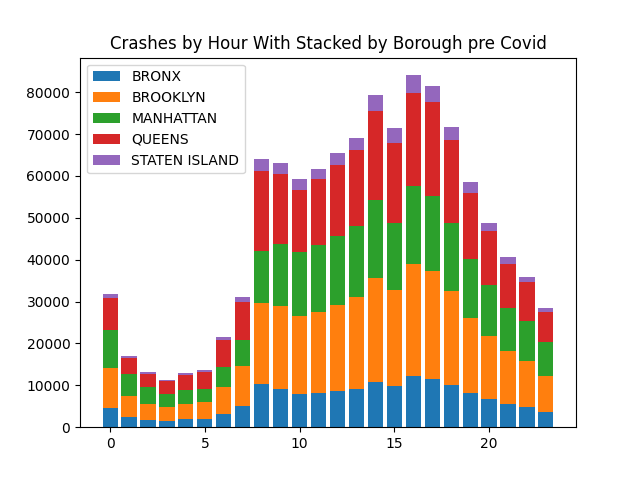 Crashes by Hour With Stacked by Borough pre Covid
BRONX
BROOKLYN
MANHATTAN
QUEENS
STATEN ISLAND
80000
70000
60000
50000
40000
30000
20000
10000
0
0 5 10 15 20